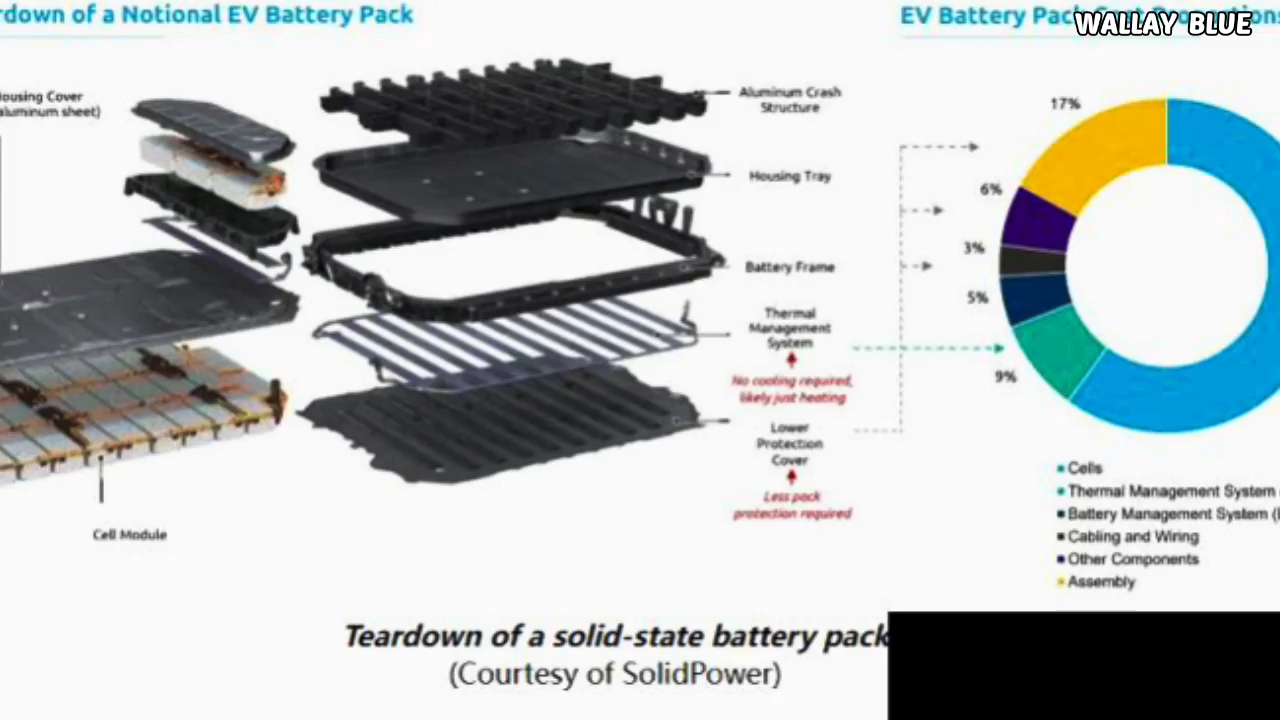 rdown of a Notional EV Battery Pack
EV Battery Pack
WALLAY BLUE
ousing Cover
aluminum sheet)
Aluminum Crash
Structure
Housing Tray
Battery Frame
Thermal
Management
System
No cooling required,
likely just heating
Lower
Protection
Cover
Less pack
protection required
Cell Module
17%
6%
3%
5%
9%
Cells
Thermal Management System
Battery Management System (
Cabling and Wiring
Other Components
Assembly
Teardown of a solid-state battery pack
(Courtesy of SolidPower)